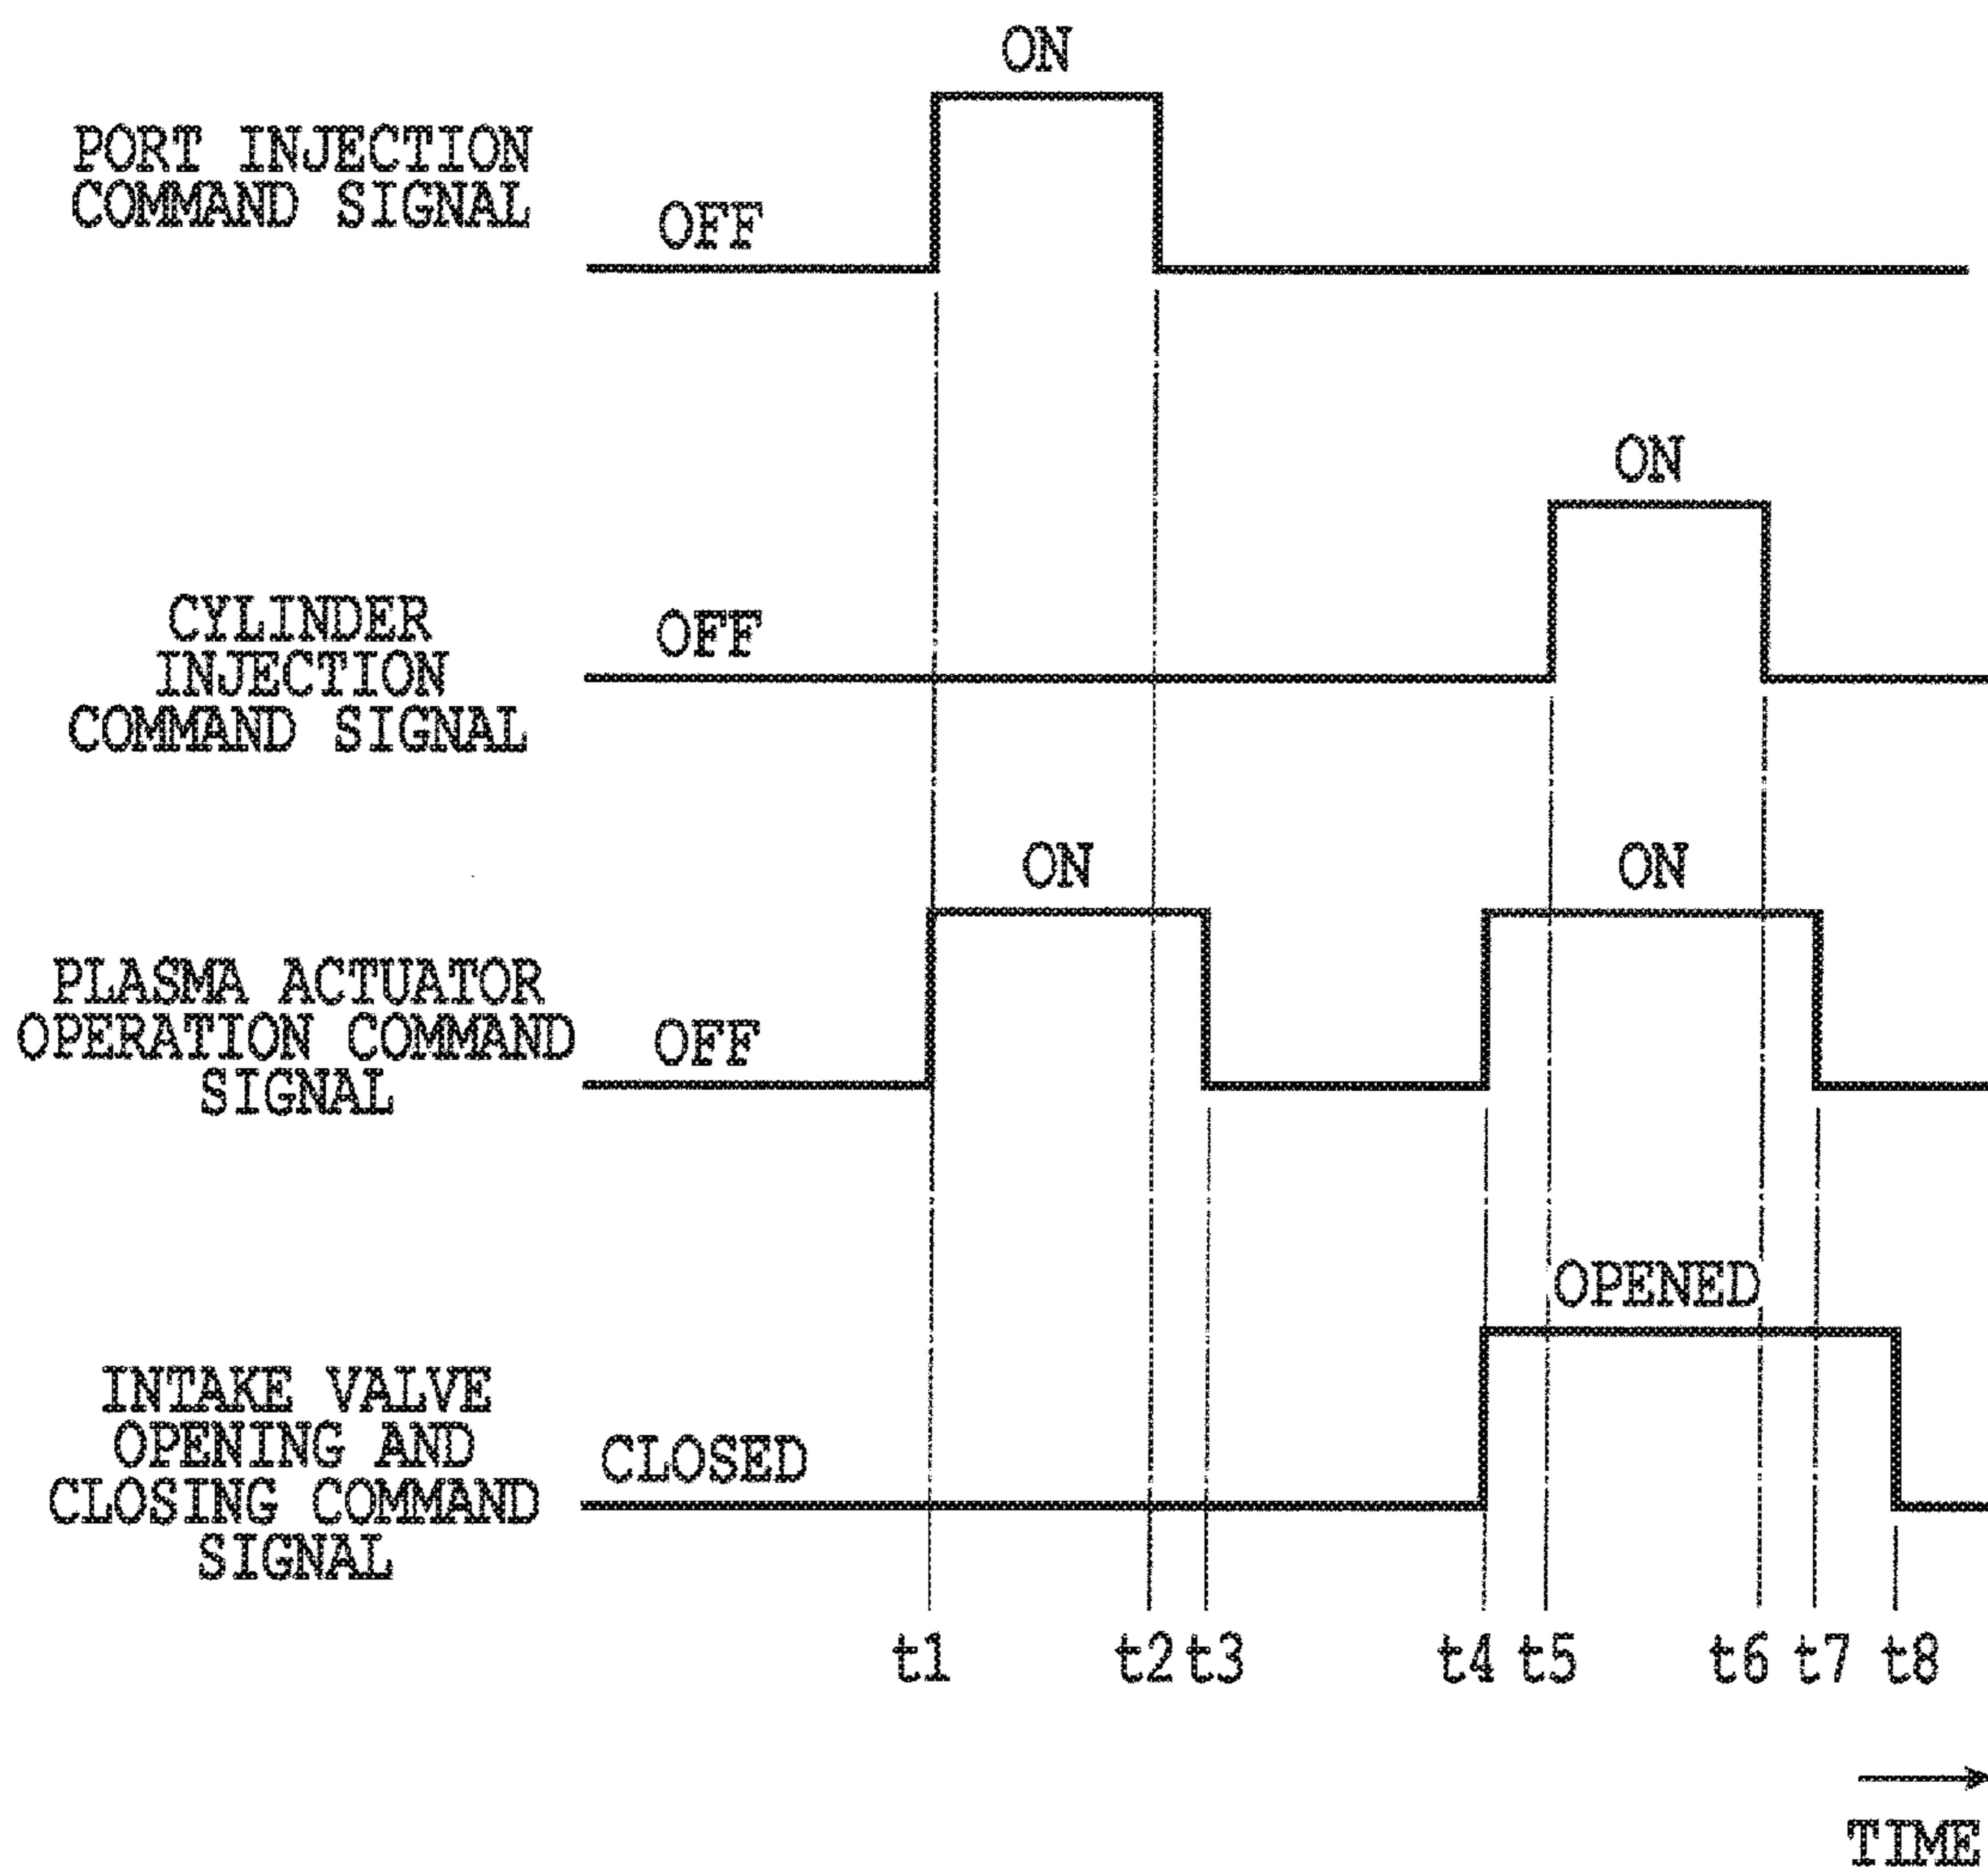 ON
PORT INJECTION
COMMAND SIGNAL
OFF
ON
CYLINDER
INJECTION
COMMAND SIGNAL
OFF
ON
ON
PLASMA ACTUATOR
OPERATION COMMAND
SIGNAL
OFF
OPENED
INTAKE VALVE
OPENING AND
CLOSING COMMAND
SIGNAL
CLOSED
t1 t2 t3 t4 t5 t6 t7 t8
TIME